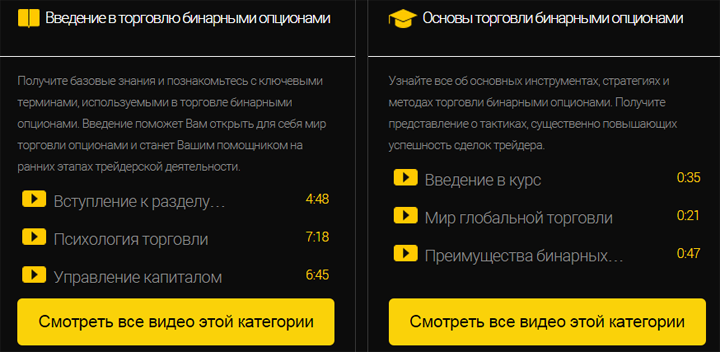 Введение в торговлю бинарными опционами
Получите базовые знания и познакомьтесь с ключевыми
терминами, используемыми в торговле бинарными
опционами. Введение поможет Вам открыть для себя мир
торговли опционами и станет Вашим помощником на
ранних этапах трейдерской деятельности.
Вступление к разделу... 4:48
Психология торговли 7:18
Управление капиталом 6:45
Смотреть все видео этой категории
Основы торговли бинарными опционами
Узнайте все об основных инструментах, стратегиях и
методах торговли бинарными опционами. Получите
представление о тактиках, существенно повышающих
успешность сделок трейдера.
Введение в курс 0:35
Мир глобальной торговли 0:21
Преимущества бинарных... 0:47
Смотреть все видео этой категории